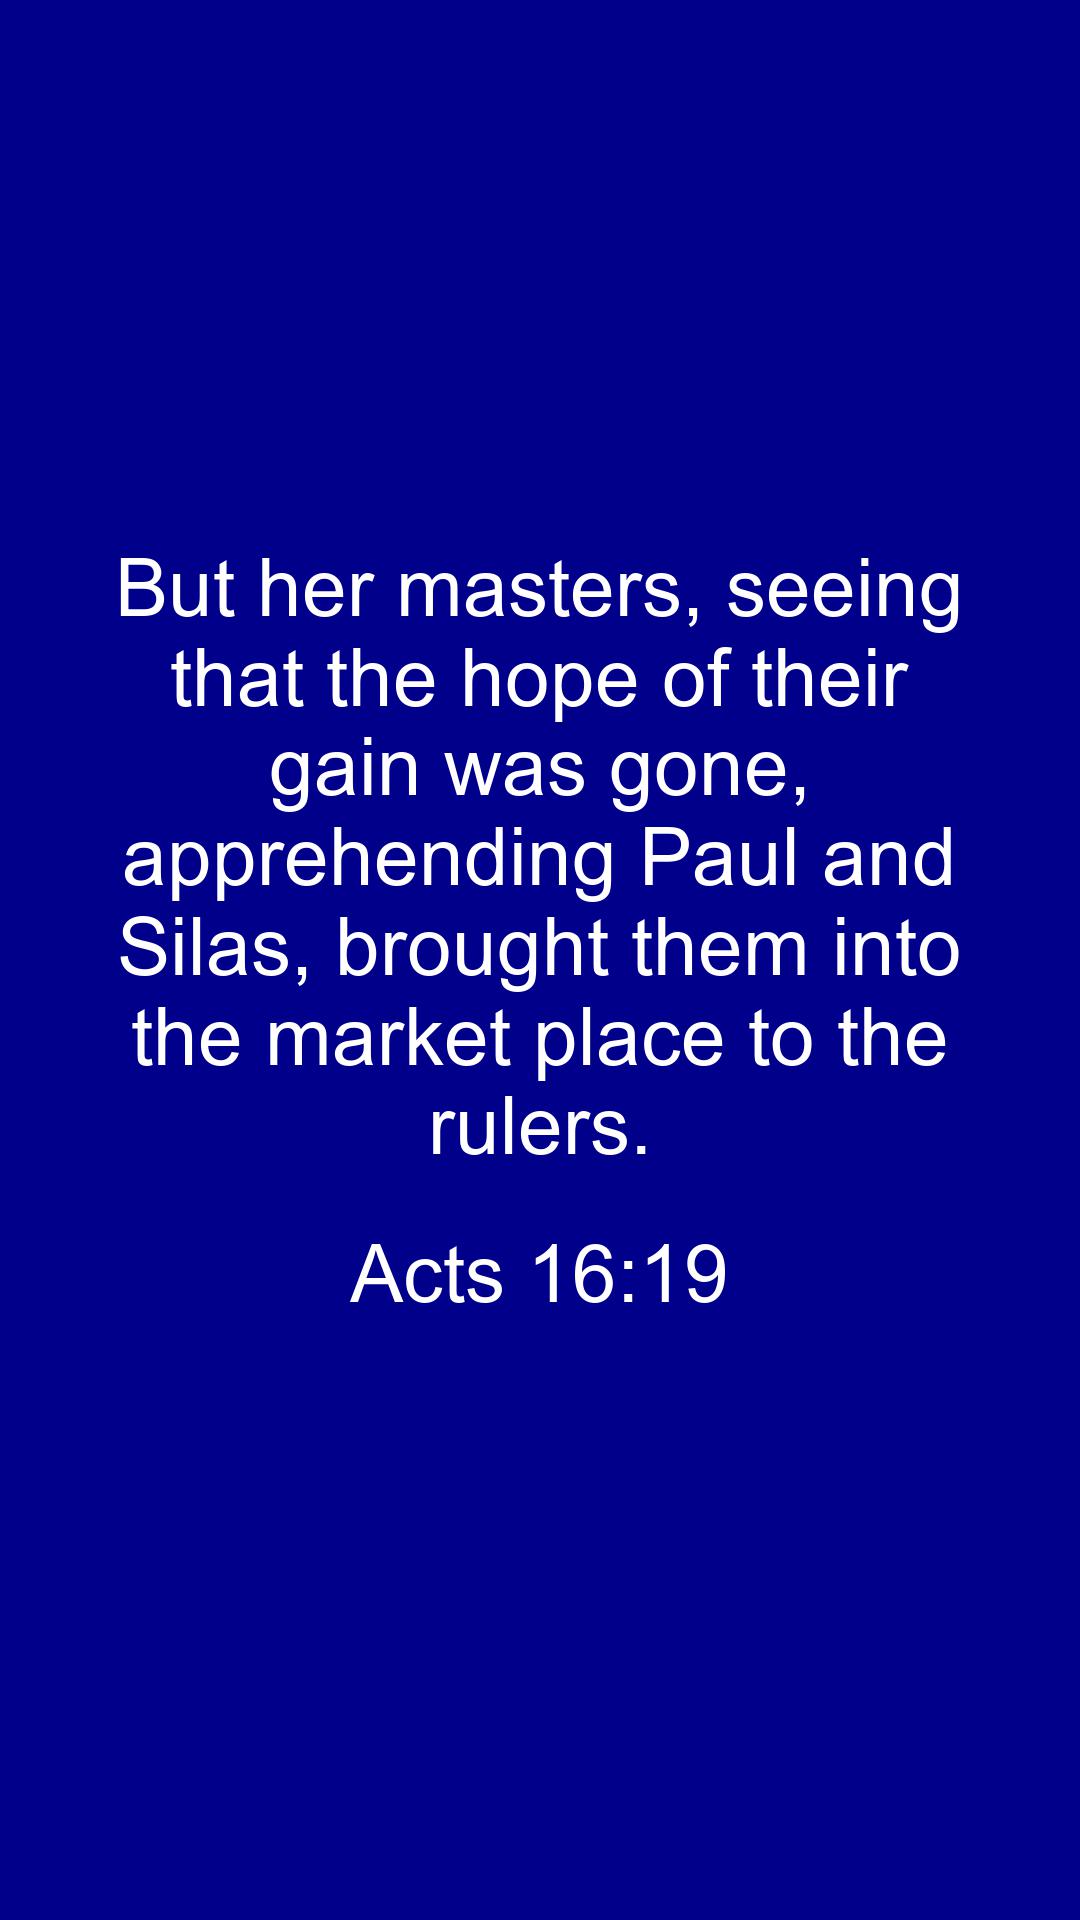 But her masters, seeing
that the hope of their
gain was gone,
apprehending Paul and
Silas, brought them into
the market place to the
rulers.
Acts 16:19